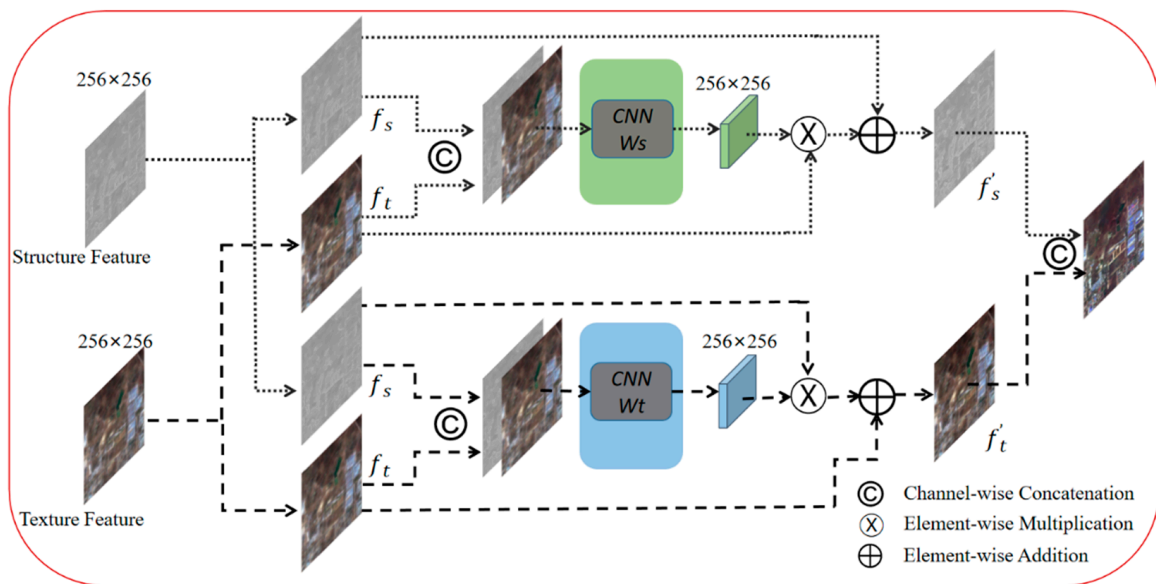 256×256
Structure Feature
256×256
Texture Feature
f_s
f_t
©
CNN
Ws
256×256
X
f'_s
©
f_s
f_t
©
CNN
Wt
256×256
X
f'_t
© Channel-wise Concatenation
X Element-wise Multiplication
⊕ Element-wise Addition